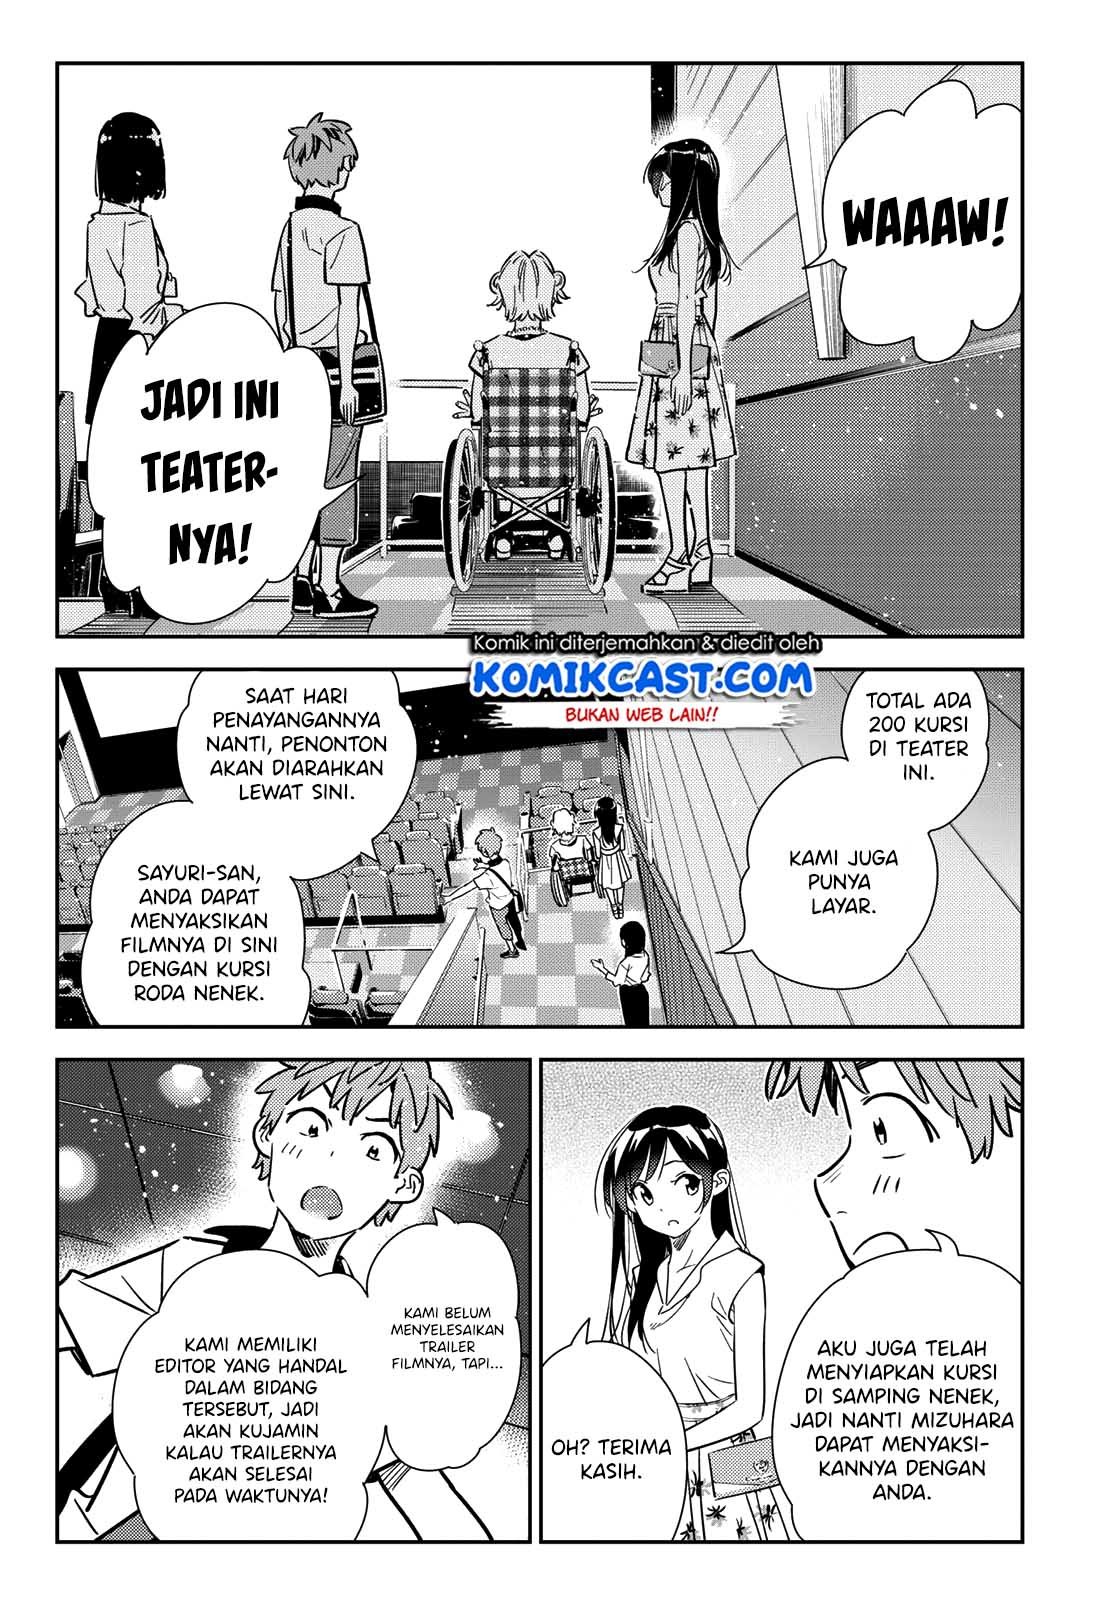 WAAAW!
JADI INI
TEATER-
NYA!
Komik ini diterjemahkan & diedit oleh
KOMIKCAST.COM
BUKAN WEB LAIN!!
TOTAL ADA
200 KURSI
DI TEATER
INI.
KAMI JUGA
PUNYA
LAYAR.
SAAT HARI
PENAYANGANNYA
NANTI, PENONTON
AKAN DIARAHKAN
LEWAT SINI.
SAYURI-SAN,
ANDA DAPAT
MENYAKSIKAN
FILMNYA DI SINI
DENGAN KURSI
RODA NENEK.
AKU JUGA TELAH
MENYIAPKAN KURSI
DI SAMPING NENEK,
JADI NANTI MIZUHARA
DAPAT MENYAKSI-
KANNYA DENGAN
ANDA.
OH? TERIMA
KASIH.
KAMI BELUM
MENYELESAIKAN
TRAILER
FILMNYA, TAPI...
KAMI MEMILIKI
EDITOR YANG HANDAL
DALAM BIDANG
TERSEBUT, JADI
AKAN KUJAMIN
KALAU TRAILERNYA
AKAN SELESAI
PADA WAKTUNYA!